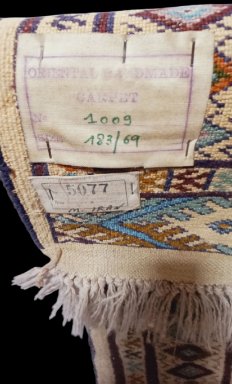 ORIENTAL HANDMADE
CARPET
No 1009
183/69
5077